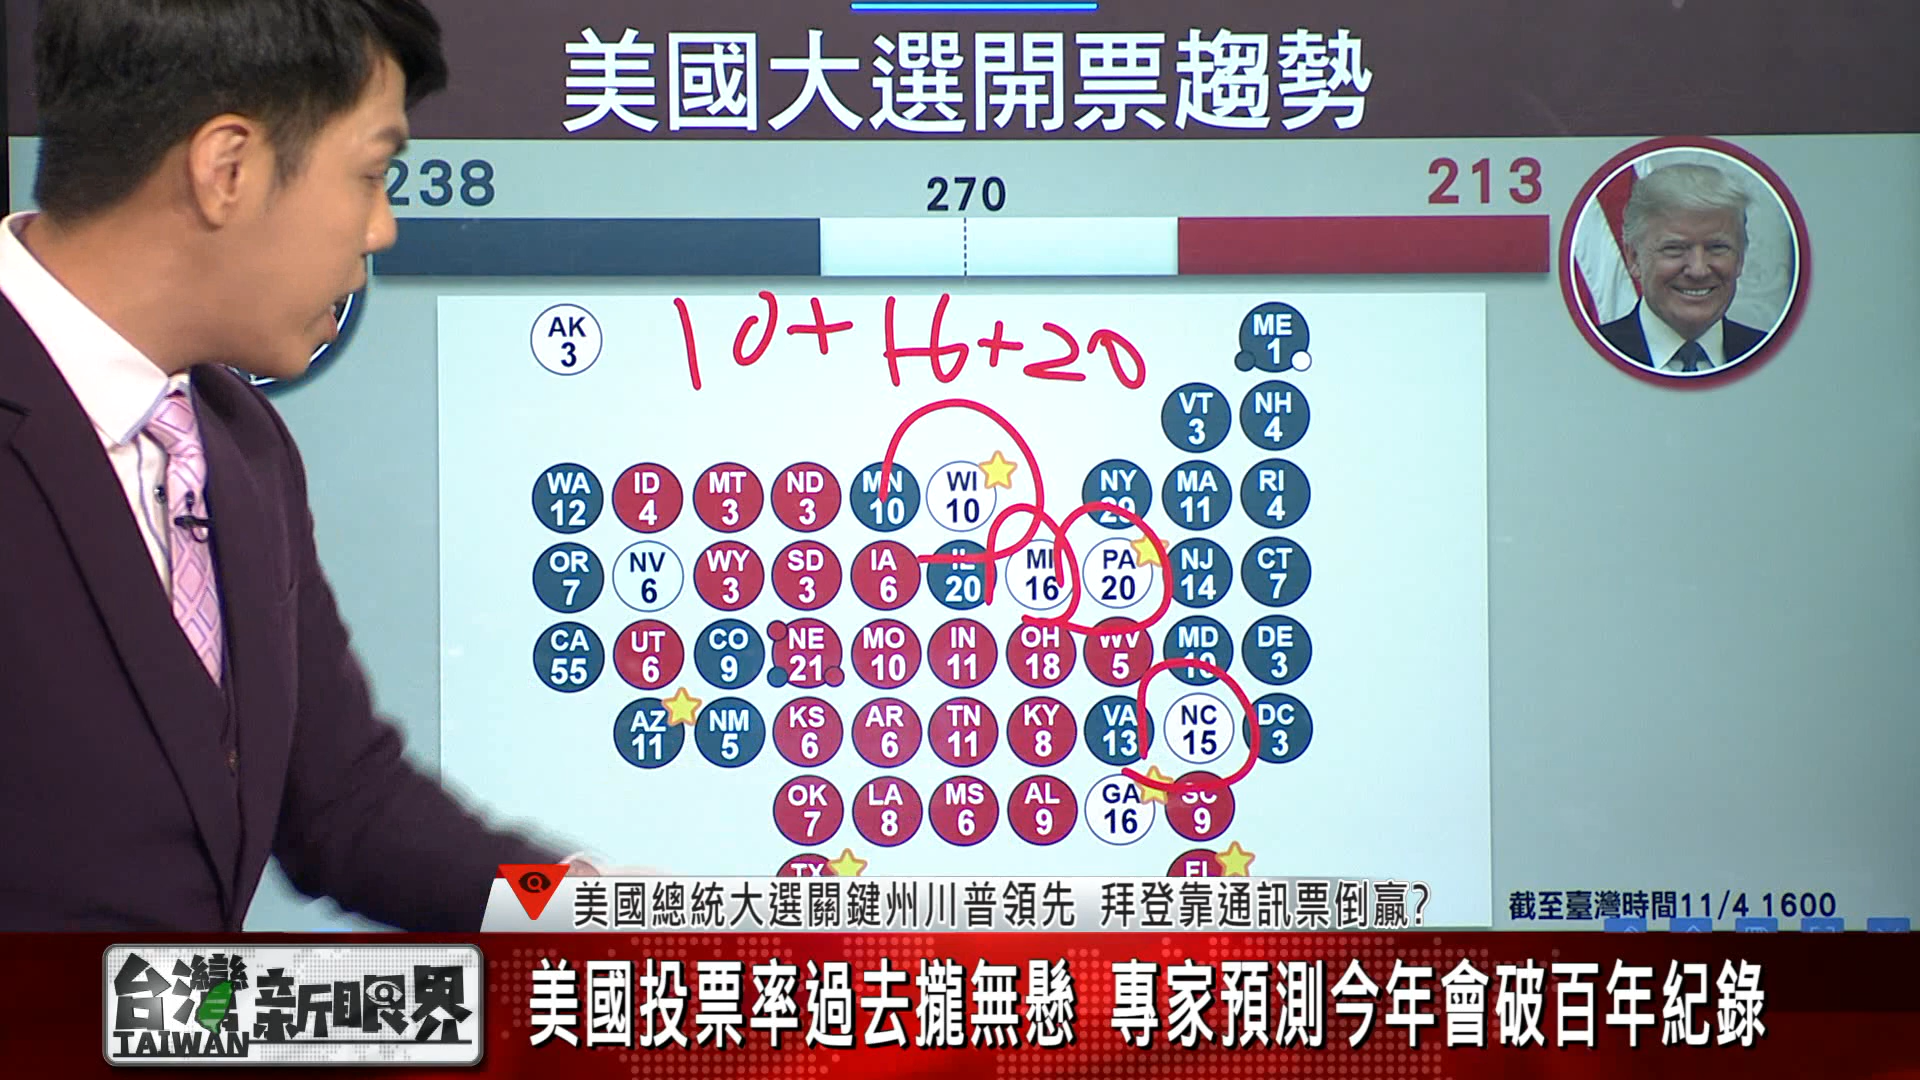 美國大選開票趨勢
238 270 213
10+16+20
AK 3
ME 1
VT 3
NH 4
WA 12
ID 4
MT 3
ND 3
MN 10
WI 10
NY 29
MA 11
RI 4
OR 7
NV 6
WY 3
SD 3
IA 6
IL 20
MI 16
PA 20
NJ 14
CT 7
CA 55
UT 6
CO 9
NE 21
MO 10
IN 11
OH 18
WV 5
MD 10
DE 3
AZ 11
NM 5
KS 6
AR 6
TN 11
KY 8
VA 13
NC 15
DC 3
OK 7
LA 8
MS 6
AL 9
GA 16
SC 9
TX
FL
美國總統大選關鍵州川普領先 拜登靠通訊票倒贏?
截至臺灣時間11/4 1600
台灣新眼界
TAIWAN
美國投票率過去攏無懸 專家預測今年會破百年紀錄